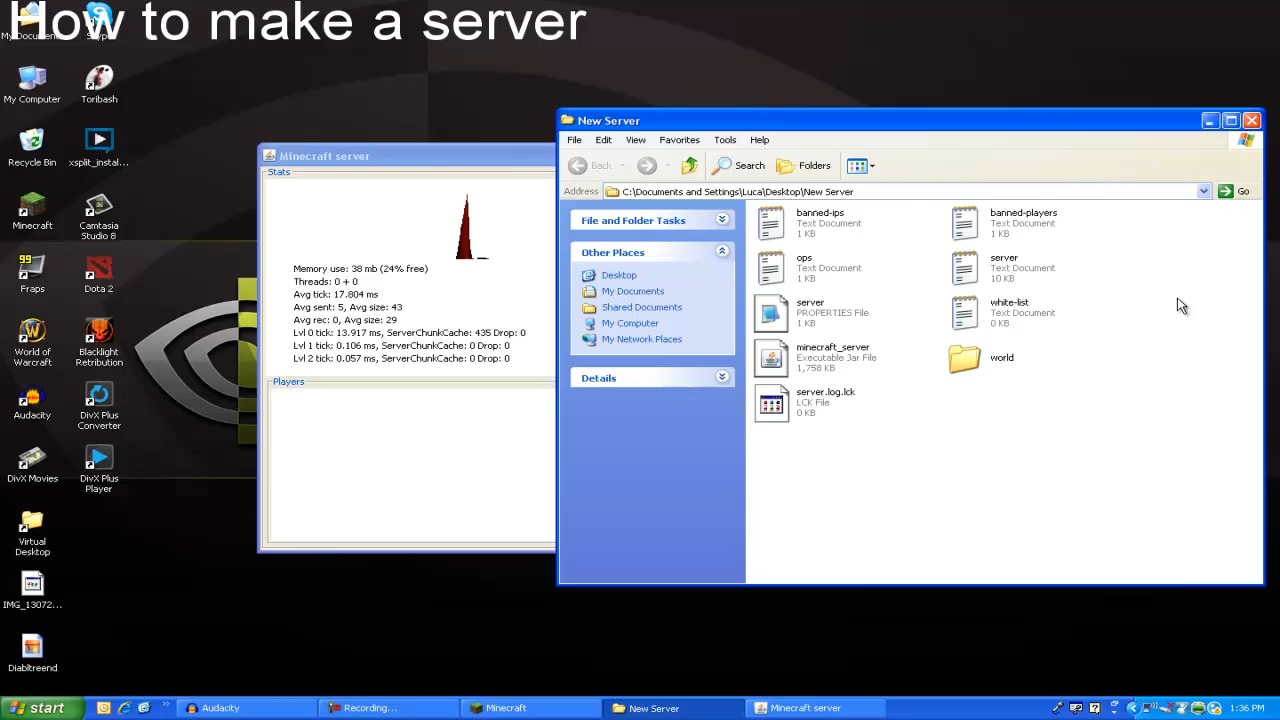 How to make a server
Skype
My Computer
Toribash
Recycle Bin
xsplit_instal...
Minecraft
Camtasia
Studio 8
99
Fraps
Dota 2
World of
Warcraft
Blacklight
Retribution
Audacity
DivX Plus
Converter
DivX Movies
DivX Plus
Player
Virtual
Desktop
IMG_13072...
Diabltreend
Minecraft server
Stats
Memory use: 38 mb (24% free)
Threads: 0 + 0
Avg tick: 17.804 ms
Avg sent: 5, Avg size: 43
Avg rec: 0, Avg size: 29
Lvl 0 tick: 13.917 ms, ServerChunkCache: 435 Drop: 0
Lvl 1 tick: 0.106 ms, ServerChunkCache: 0 Drop: 0
Lvl 2 tick: 0.057 ms, ServerChunkCache: 0 Drop: 0
Players
New Server
File Edit View Favorites Tools Help
Back Search Folders
Address C:\Documents and Settings\Luca\Desktop\New Server Go
File and Folder Tasks
Other Places
Desktop
My Documents
Shared Documents
My Computer
My Network Places
Details
banned-ips
Text Document
1 KB
banned-players
Text Document
1 KB
ops
Text Document
1 KB
server
Text Document
10 KB
server
PROPERTIES File
1 KB
white-list
Text Document
0 KB
minecraft_server
Executable Jar File
1,758 KB
world
server.log.lck
LCK File
0 KB
start
Audacity
Recording...
Minecraft
New Server
Minecraft server
1:36 PM